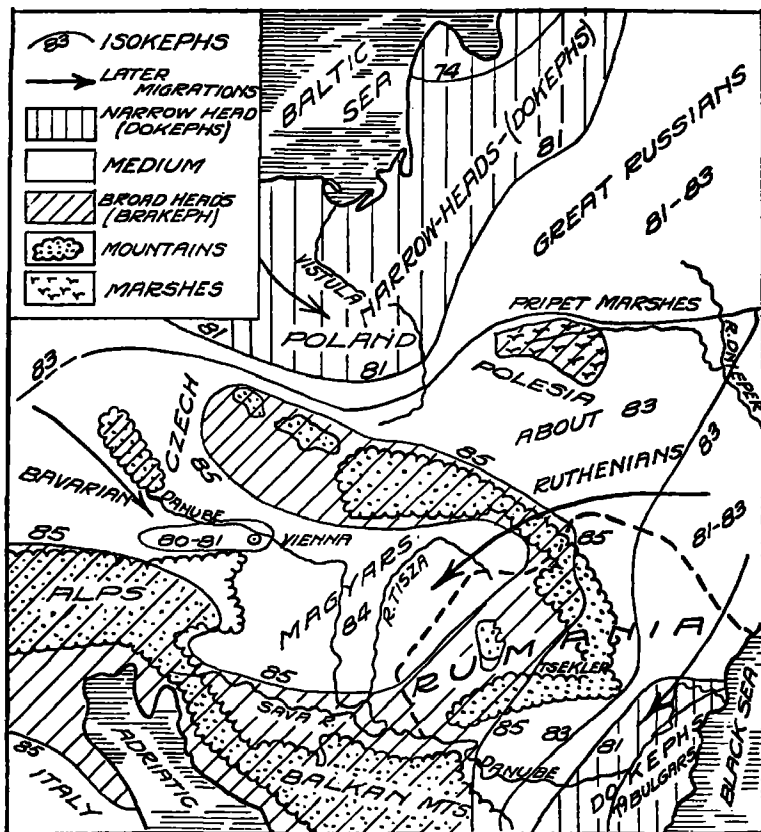 83 ISOKEPHS
LATER
MIGRATIONS
NARROW HEAD
(DOKEPHS)
MEDIUM
BROAD HEADS
(BRAKEPH)
MOUNTAINS
MARSHES
BALTIC
SEA
74
NARROW-HEADS-(DOKEPHS)
81
GREAT RUSSIANS
81-83
VISTULA
POLAND
81
81
83
PRIPET MARSHES
R. DNIEPER
POLESIA
ABOUT 83
83
RUTHENIANS
CZECH
85
85
BAVARIAN
DANUBE
80-81
VIENNA
85
ALPS
MAGYARS.
84
R. TISZA
85
81-83
RUMANIA
TSEKLER
85
SAVA R.
85
83
81
DOKEPHS
BULGARS
DANUBE
BLACK SEA
BALKAN MTS.
ADRIATIC
85
ITALY